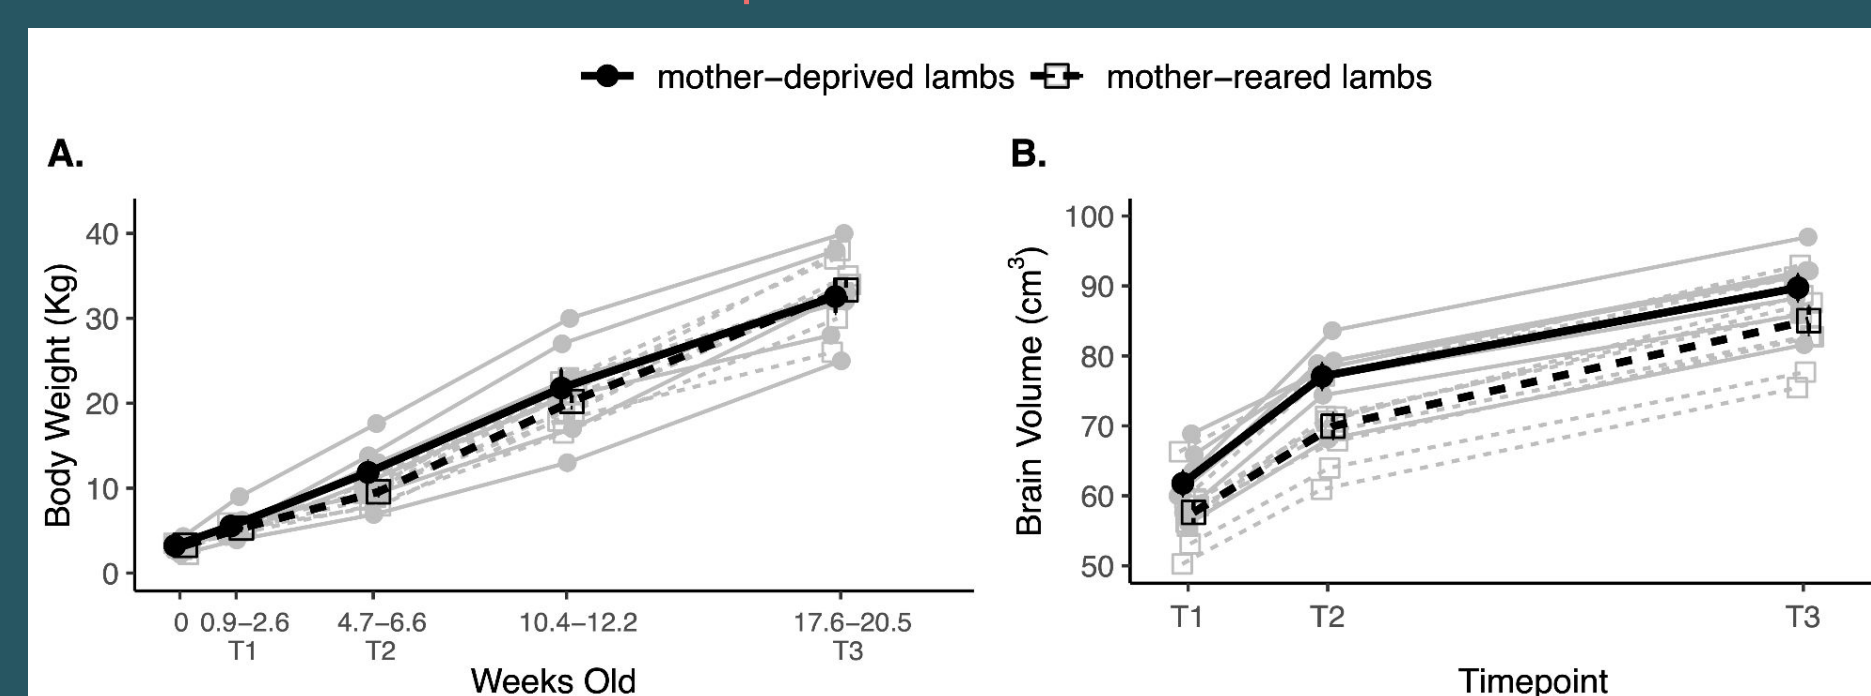 mother−deprived lambs mother−reared lambs
A.
Body Weight (Kg)
40
30
20
10
0
0 0.9−2.6 4.7−6.6 10.4−12.2 17.6−20.5
T1 T2 T3
Weeks Old
B.
Brain Volume (cm³)
100
90
80
70
60
50
T1 T2 T3
Timepoint